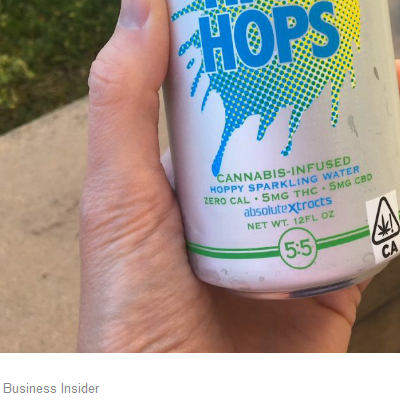 HOPS
CANNABIS-INFUSED
HOPPY SPARKLING WATER
ZERO CAL • 5MG THC • 5MG CBD
absoluteXtracts
NET WT. 12FL OZ
5:5
CA
Business Insider